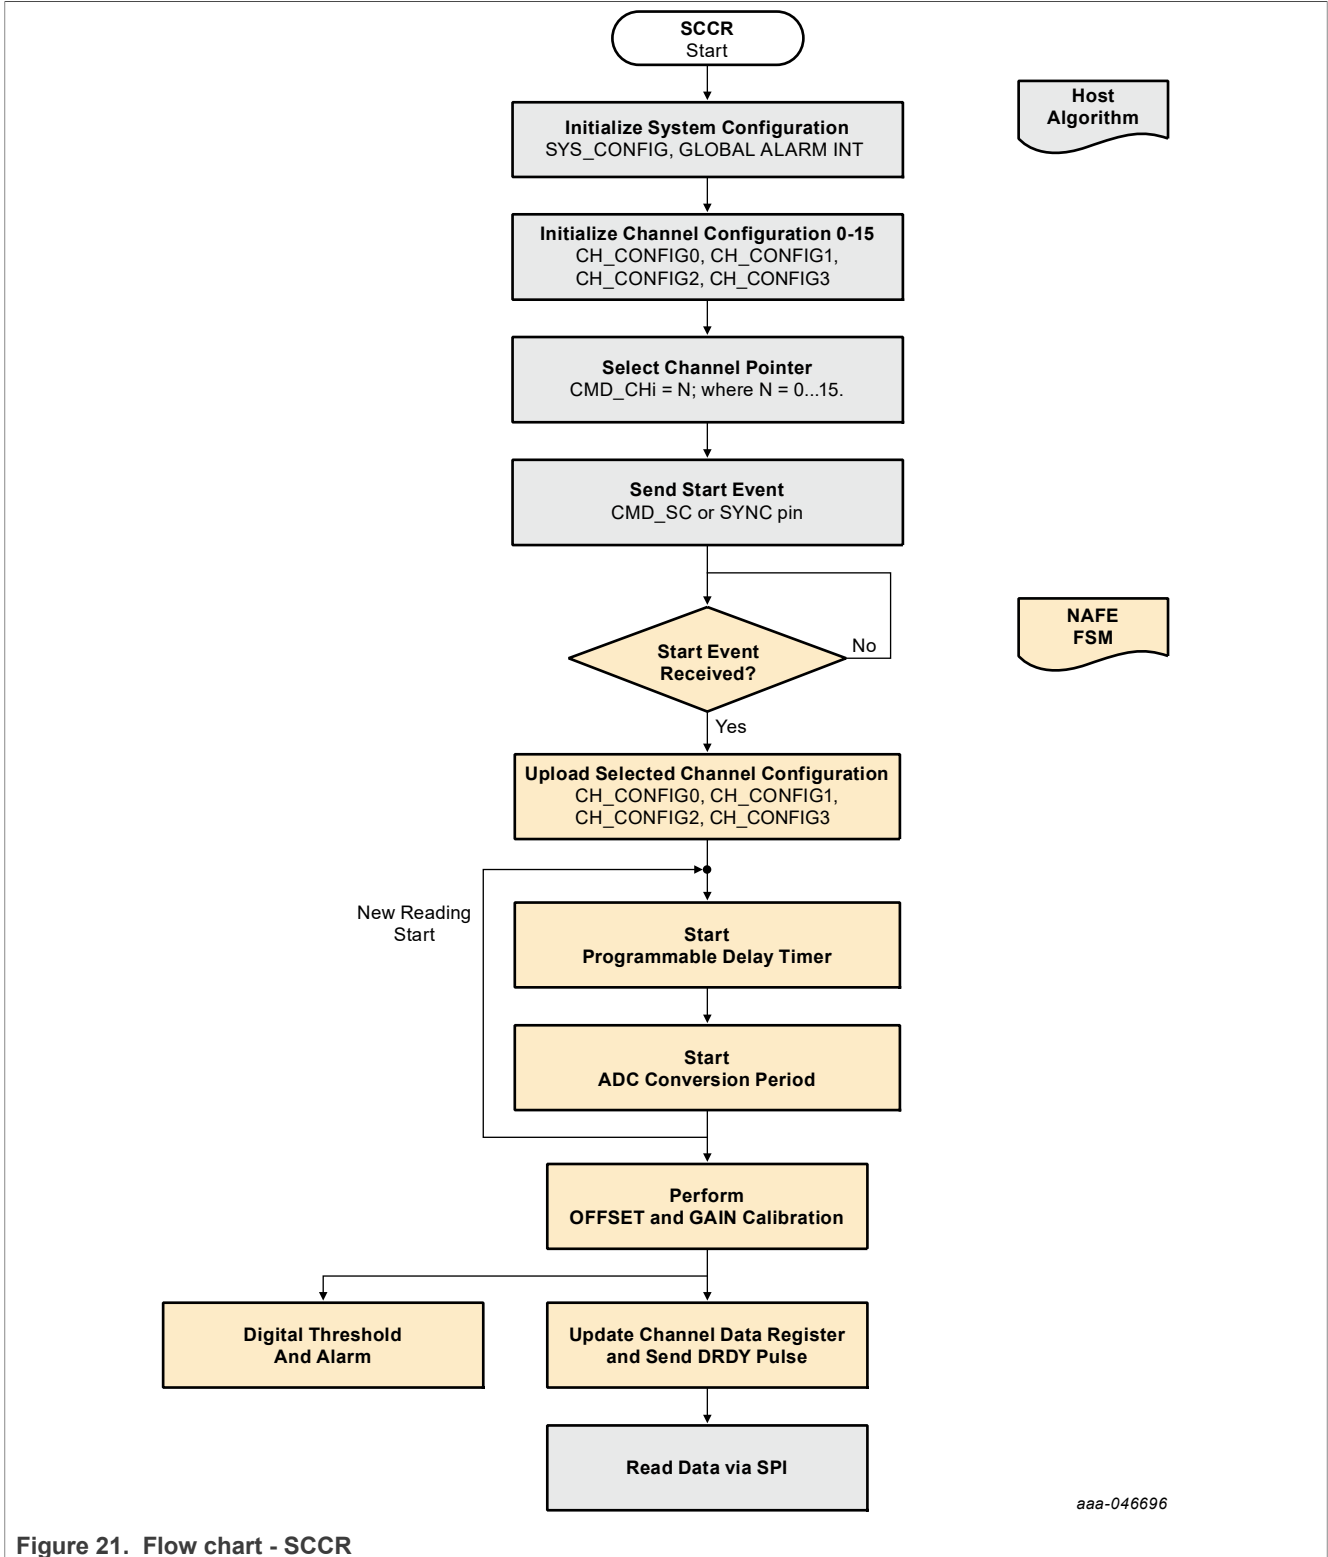 SCCR
Start
Host
Algorithm
Initialize System Configuration
SYS_CONFIG, GLOBAL ALARM INT
Initialize Channel Configuration 0-15
CH_CONFIG0, CH_CONFIG1,
CH_CONFIG2, CH_CONFIG3
Select Channel Pointer
CMD_CHi = N; where N = 0...15.
Send Start Event
CMD_SC or SYNC pin
NAFE
FSM
Start Event
Received?
No
Yes
Upload Selected Channel Configuration
CH_CONFIG0, CH_CONFIG1,
CH_CONFIG2, CH_CONFIG3
New Reading
Start
Start
Programmable Delay Timer
Start
ADC Conversion Period
Perform
OFFSET and GAIN Calibration
Digital Threshold
And Alarm
Update Channel Data Register
and Send DRDY Pulse
Read Data via SPI
aaa-046696
Figure 21. Flow chart - SCCR